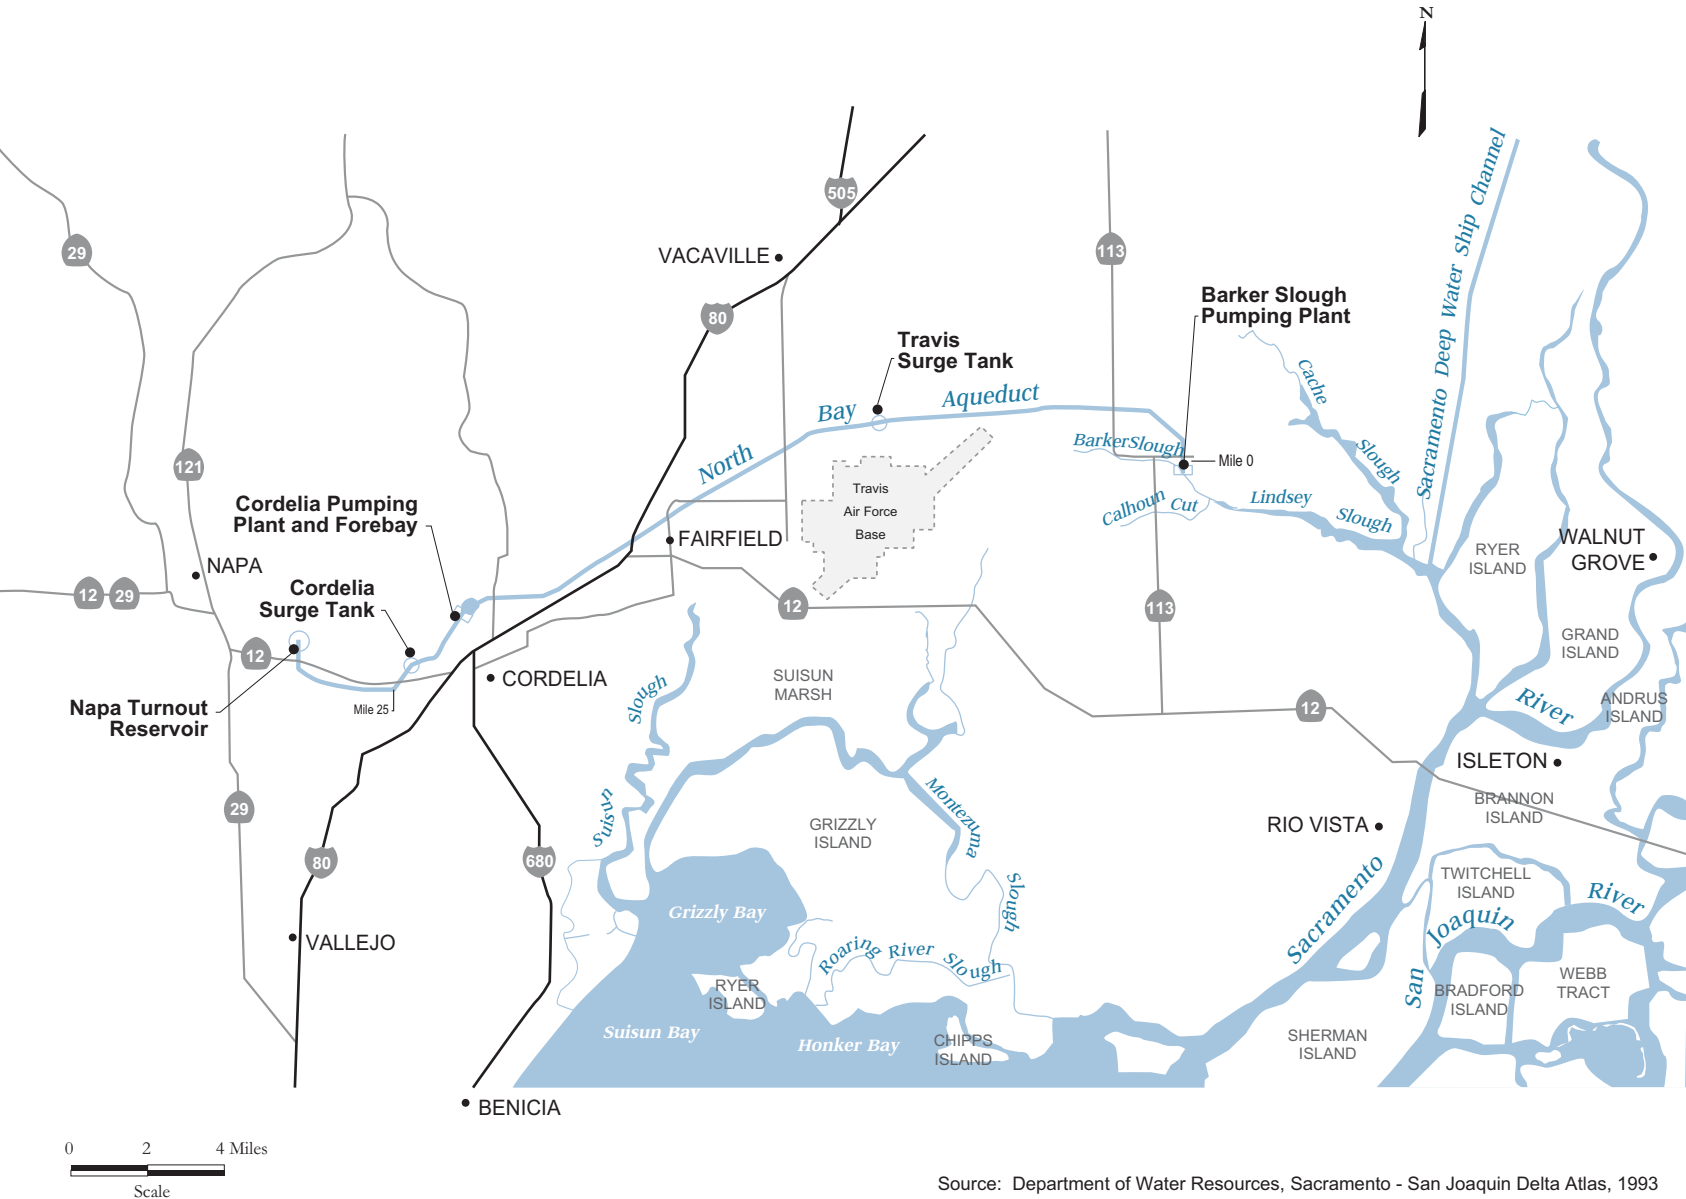 N
505
29
VACAVILLE
113
80
Barker Slough
Pumping Plant
Sacramento Deep Water Ship Channel
Travis
Surge Tank
Cache
Slough
North Bay Aqueduct
BarkerSlough
Mile 0
121
Travis
Air Force
Base
Calhoun Cut
Lindsey Slough
Cordelia Pumping
Plant and Forebay
FAIRFIELD
WALNUT
GROVE
RYER
ISLAND
NAPA
12
29
Cordelia
Surge Tank
12
113
GRAND
ISLAND
12
CORDELIA
SUISUN
MARSH
Napa Turnout
Reservoir
Mile 25
Suisun Slough
12
River
ANDRUS
ISLAND
ISLETON
29
Montezuma Slough
BRANNON
ISLAND
GRIZZLY
ISLAND
RIO VISTA
80
680
TWITCHELL
ISLAND
Grizzly Bay
Sacramento
San Joaquin River
VALLEJO
Roaring River Slough
RYER
ISLAND
BRADFORD
ISLAND
WEBB
TRACT
Suisun Bay
Honker Bay
CHIPPS
ISLAND
SHERMAN
ISLAND
BENICIA
0 2 4 Miles
Scale
Source: Department of Water Resources, Sacramento - San Joaquin Delta Atlas, 1993